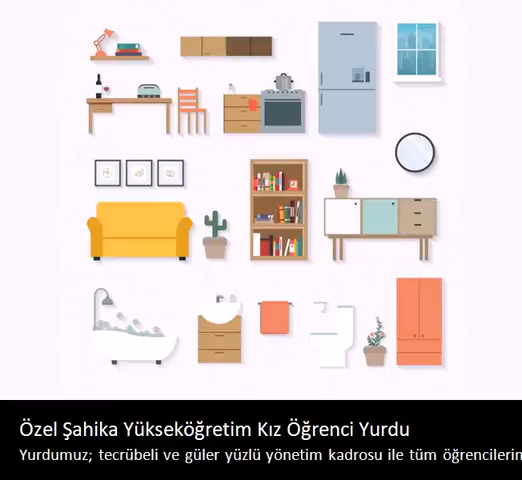 Özel Şahika Yükseköğretim Kız Öğrenci Yurdu
Yurdumuz; tecrübeli ve güler yüzlü yönetim kadrosu ile tüm öğrencilerin